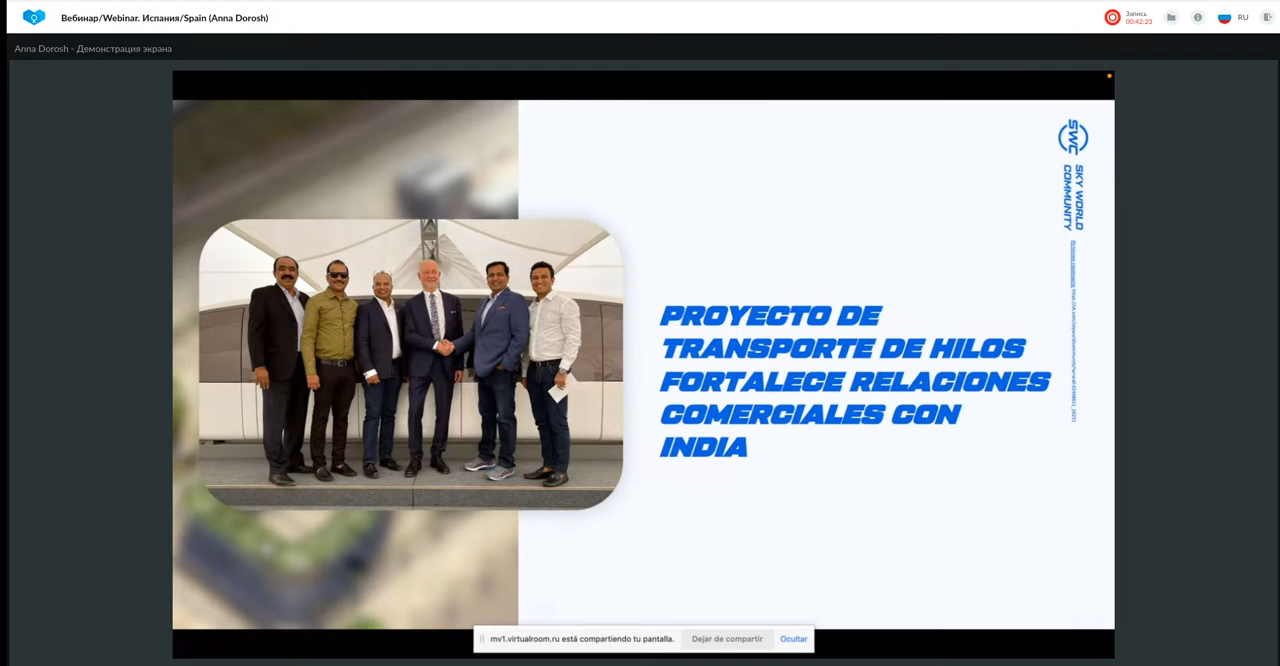 Вебинар/Webinar. Испания/Spain (Anna Dorosh)
Запись
00:42:23
RU
Anna Dorosh - Демонстрация экрана
SWC
SKY WORLD
COMMUNITY
PROYECTO DE
TRANSPORTE DE HILOS
FORTALECE RELACIONES
COMERCIALES CON
INDIA
mv1.virtualroom.ru está compartiendo tu pantalla.
Dejar de compartir
Ocultar